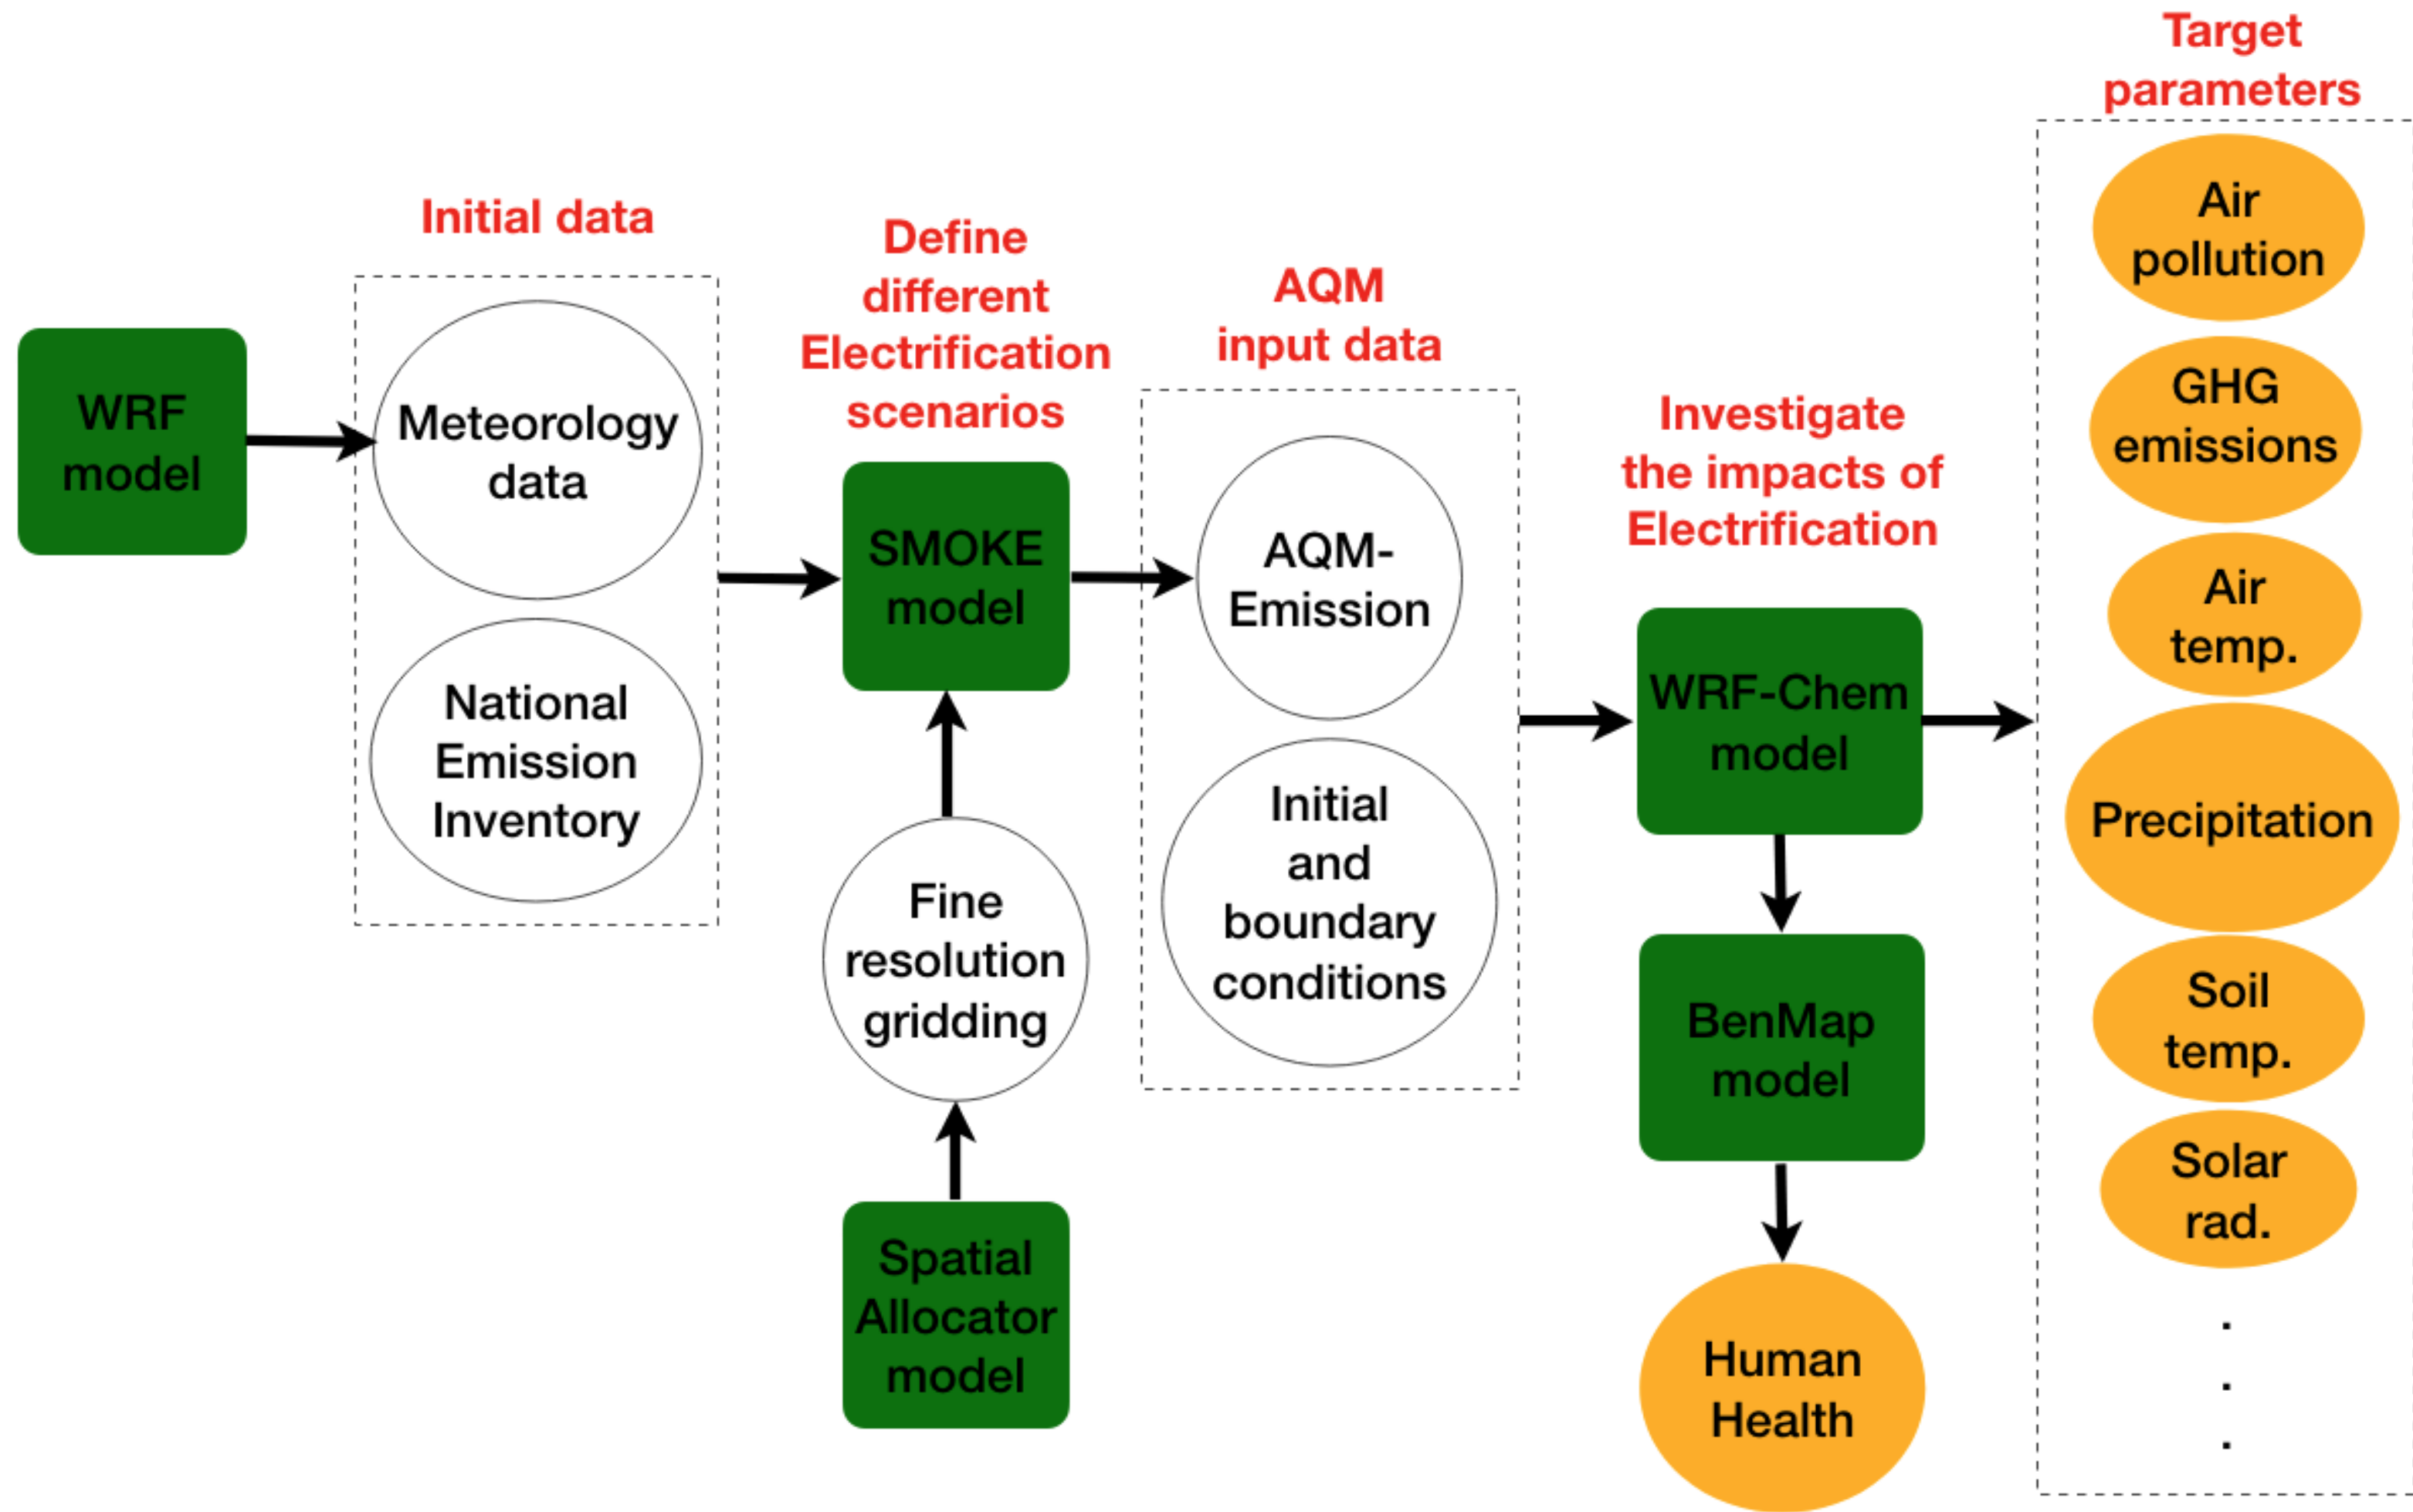 WRF
model
Initial data
Meteorology
data
National
Emission
Inventory
Define
different
Electrification
scenarios
SMOKE
model
Fine
resolution
gridding
Spatial
Allocator
model
AQM
input data
AQM-
Emission
Initial
and
boundary
conditions
Investigate
the impacts of
Electrification
WRF-Chem
model
BenMap
model
Human
Health
Target
parameters
Air
pollution
GHG
emissions
Air
temp.
Precipitation
Soil
temp.
Solar
rad.
.
.
.